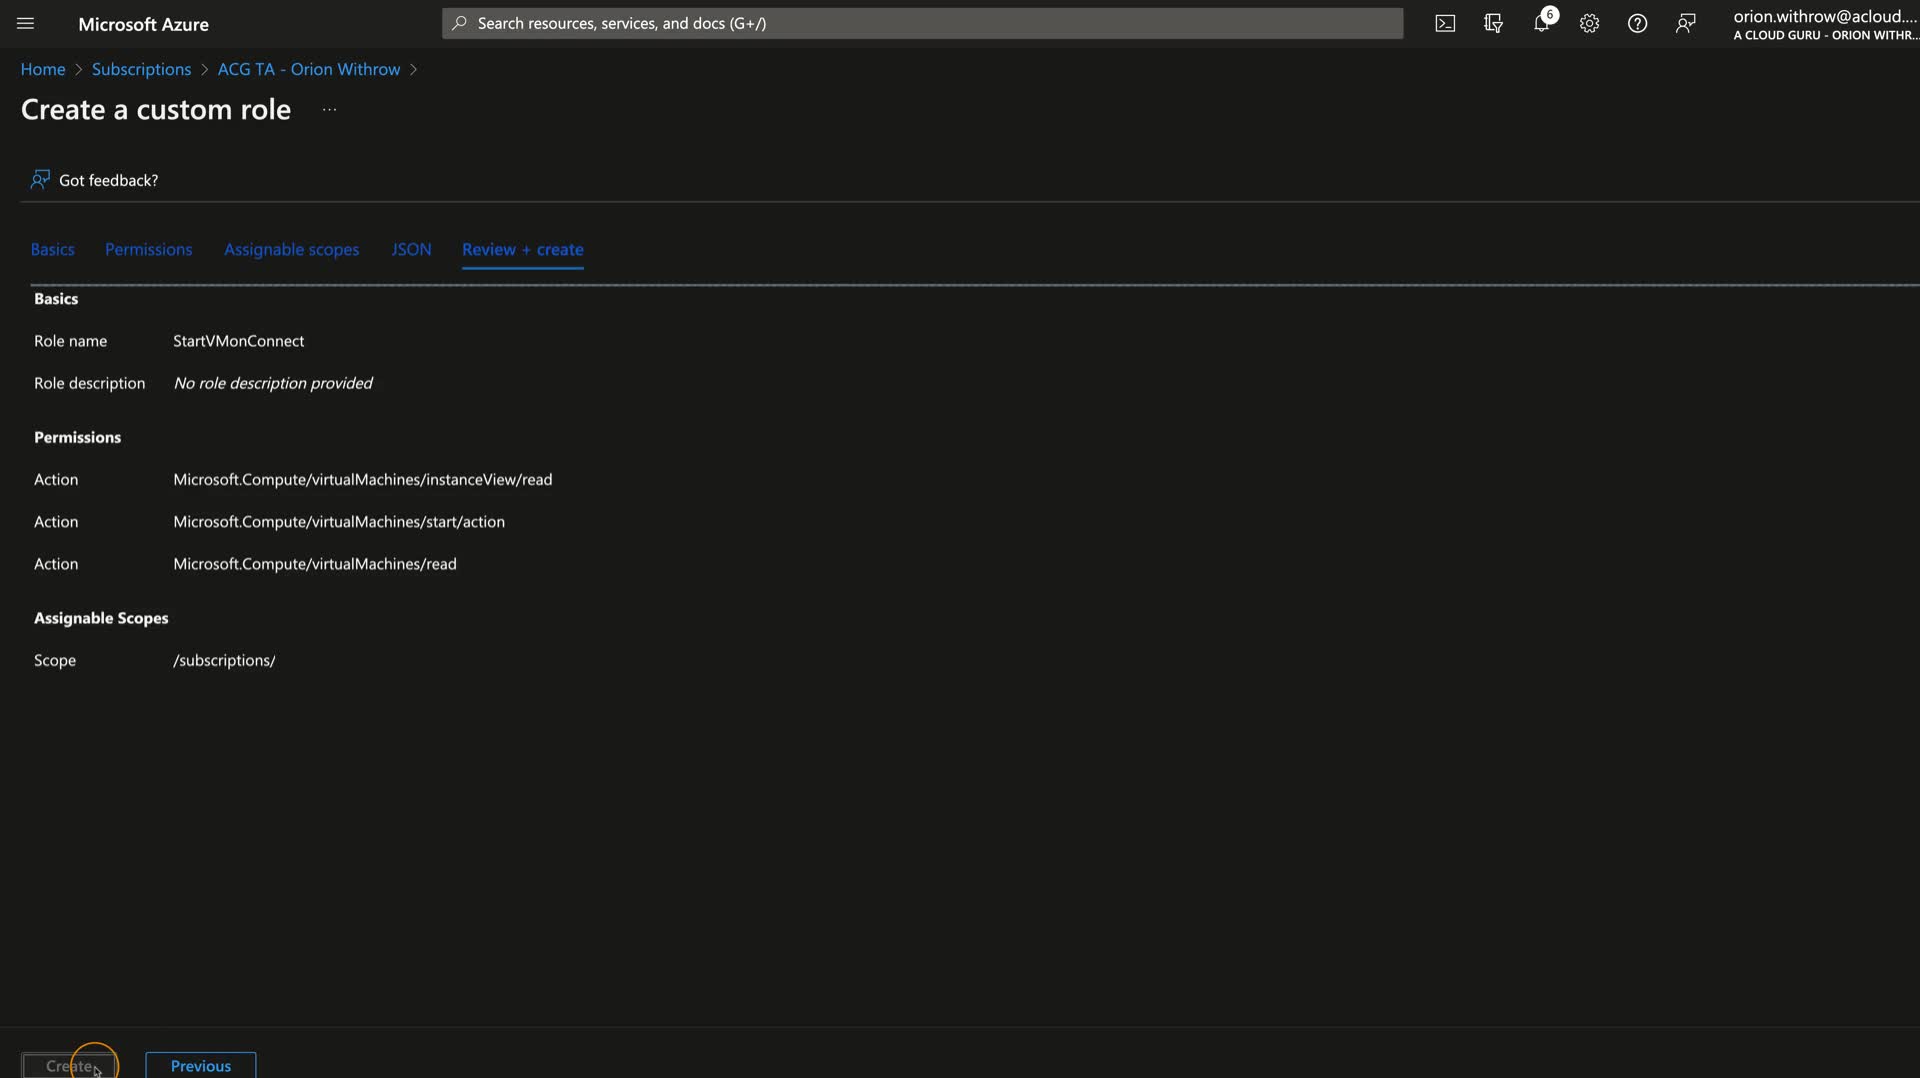 Microsoft Azure
Search resources, services, and docs (G+/)
6
orion.withrow@acloud....
A CLOUD GURU - ORION WITHR...
Home > Subscriptions > ACG TA - Orion Withrow >
Create a custom role ...
Got feedback?
Basics Permissions Assignable scopes JSON Review + create
Basics
Role name StartVMonConnect
Role description No role description provided
Permissions
Action Microsoft.Compute/virtualMachines/instanceView/read
Action Microsoft.Compute/virtualMachines/start/action
Action Microsoft.Compute/virtualMachines/read
Assignable Scopes
Scope /subscriptions/
Create Previous